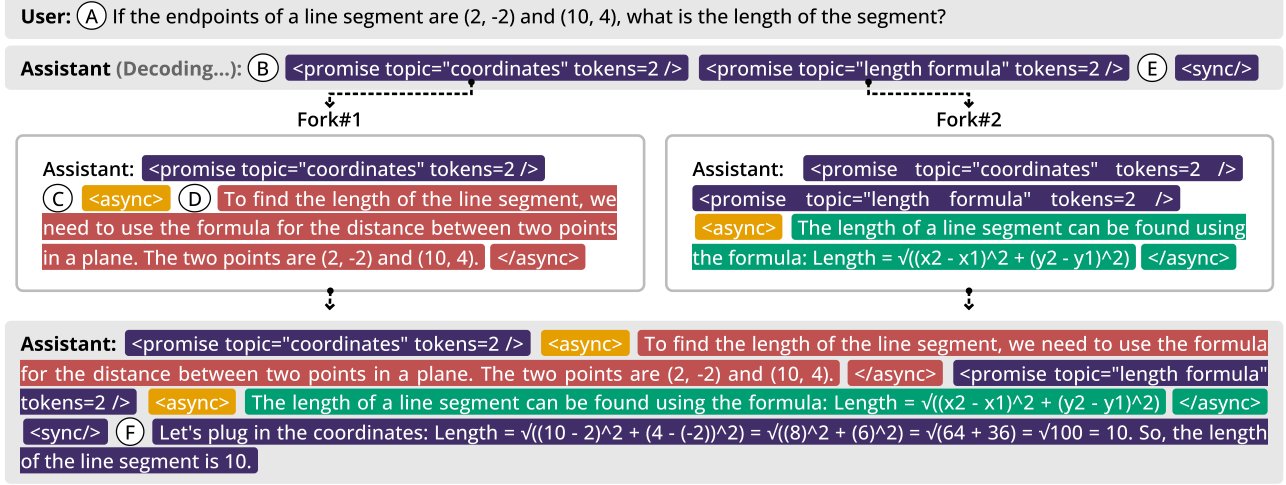 User: A If the endpoints of a line segment are (2, -2) and (10, 4), what is the length of the segment?
Assistant (Decoding...): B <promise topic="coordinates" tokens=2 /> <promise topic="length formula" tokens=2 /> E <sync/>
Fork#1
Assistant: <promise topic="coordinates" tokens=2 />
C <async> D To find the length of the line segment, we
need to use the formula for the distance between two points
in a plane. The two points are (2, -2) and (10, 4). </async>
Fork#2
Assistant: <promise topic="coordinates" tokens=2 />
<promise topic="length formula" tokens=2 />
<async> The length of a line segment can be found using
the formula: Length = √((x2 - x1)^2 + (y2 - y1)^2) </async>
Assistant: <promise topic="coordinates" tokens=2 /> <async> To find the length of the line segment, we need to use the formula
for the distance between two points in a plane. The two points are (2, -2) and (10, 4). </async> <promise topic="length formula"
tokens=2 /> <async> The length of a line segment can be found using the formula: Length = √((x2 - x1)^2 + (y2 - y1)^2) </async>
<sync/> F Let's plug in the coordinates: Length = √((10 - 2)^2 + (4 - (-2))^2) = √((8)^2 + (6)^2) = √(64 + 36) = √100 = 10. So, the length
of the line segment is 10.